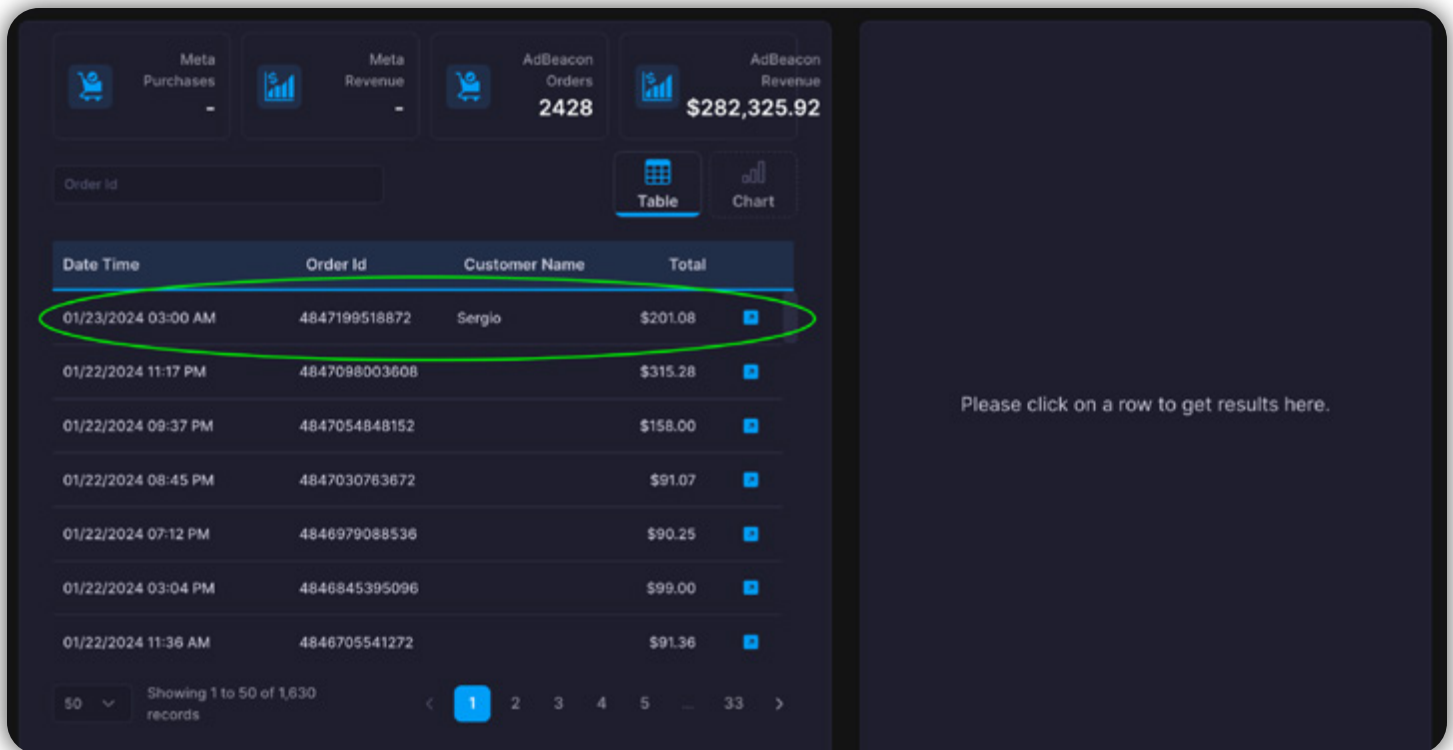 Meta
Purchases
-
Meta
Revenue
-
AdBeacon
Orders
2428
AdBeacon
Revenue
$282,325.92
Order Id
Table
Chart
Date Time Order Id Customer Name Total
01/23/2024 03:00 AM 4847199518872 Sergio $201.08
01/22/2024 11:17 PM 4847098003608 $315.28
01/22/2024 09:37 PM 4847054848152 $158.00
01/22/2024 08:45 PM 4847030763672 $91.07
01/22/2024 07:12 PM 4846979088536 $90.25
01/22/2024 03:04 PM 4846845395096 $99.00
01/22/2024 11:36 AM 4846705541272 $91.36
50
Showing 1 to 50 of 1,630
records
< 1 2 3 4 5 ... 33 >
Please click on a row to get results here.